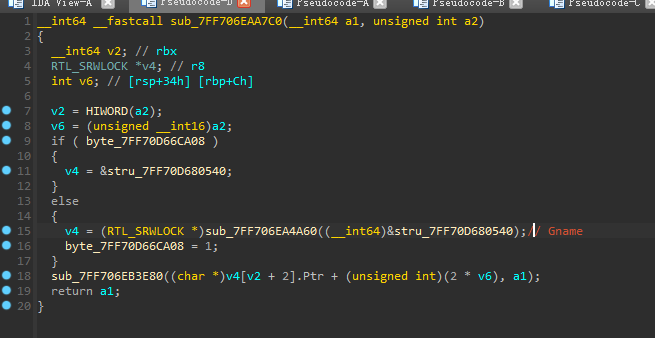 IDA View-A Pseudocode-D Pseudocode-A Pseudocode-B Pseudocode-C
1 __int64 __fastcall sub_7FF706EAA7C0(__int64 a1, unsigned int a2)
2 {
3 __int64 v2; // rbx
4 RTL_SRWLOCK *v4; // r8
5 int v6; // [rsp+34h] [rbp+Ch]
6
7 v2 = HIWORD(a2);
8 v6 = (unsigned __int16)a2;
9 if ( byte_7FF70D66CA08 )
10 {
11 v4 = &stru_7FF70D680540;
12 }
13 else
14 {
15 v4 = (RTL_SRWLOCK *)sub_7FF706EA4A60((__int64)&stru_7FF70D680540);// Gname
16 byte_7FF70D66CA08 = 1;
17 }
18 sub_7FF706EB3E80((char *)v4[v2 + 2].Ptr + (unsigned int)(2 * v6), a1);
19 return a1;
20 }